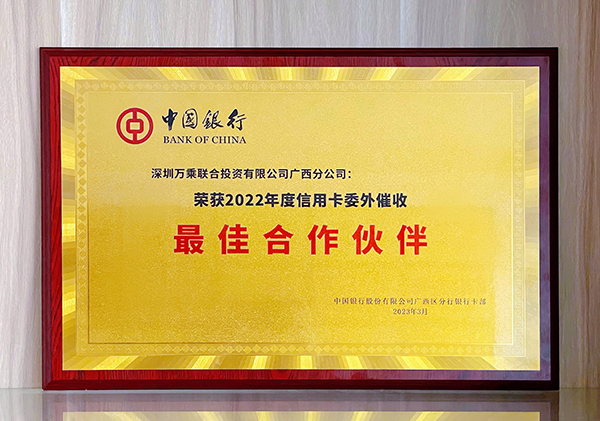 中国银行
BANK OF CHINA
深圳万乘联合投资有限公司广西分公司：
荣获2022年度信用卡委外催收
最佳合作伙伴
中国银行股份有限公司广西区分行银行卡部
2023年3月